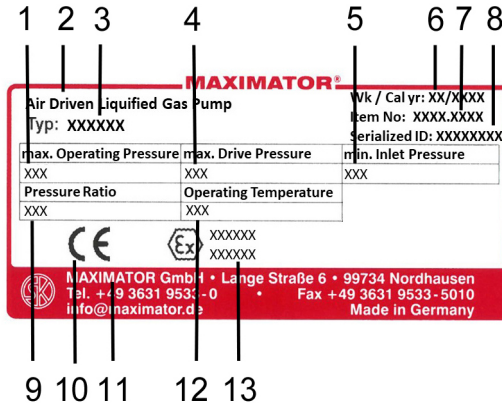 1 2 3 4 5 6 7 8
MAXIMATOR®
Air Driven Liquified Gas Pump
Wk / Cal yr: XX/XXXX
Typ: XXXXXX
Item No: XXXX.XXXX
Serialized ID: XXXXXXXX
max. Operating Pressure max. Drive Pressure min. Inlet Pressure
XXX XXX XXX
Pressure Ratio Operating Temperature
XXX XXX
CE Ex XXXXXX
XXXXXX
MAXIMATOR GmbH • Lange Straße 6 • 99734 Nordhausen
Tel. +49 3631 9533-0 • Fax +49 3631 9533-5010
info@maximator.de Made in Germany
9 10 11 12 13